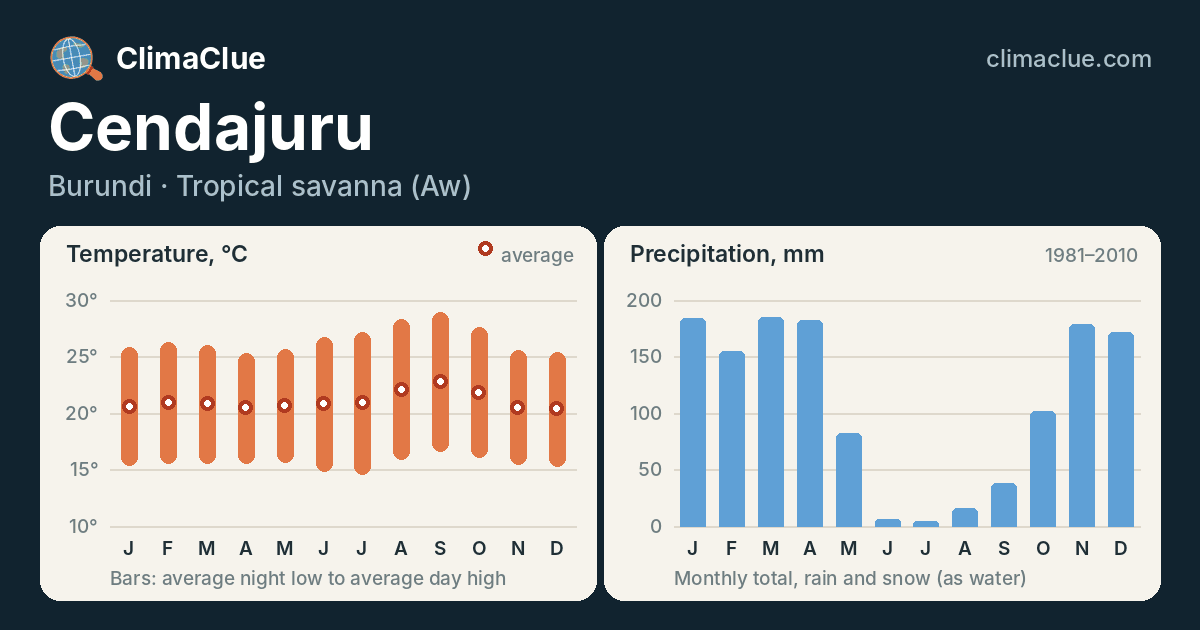 ClimaClue
climaclue.com
Cendajuru
Burundi · Tropical savanna (Aw)
Temperature, °C
average
30°
25°
20°
15°
10°
J F M A M J J A S O N D
Bars: average night low to average day high
Precipitation, mm
1981–2010
200
150
100
50
0
J F M A M J J A S O N D
Monthly total, rain and snow (as water)